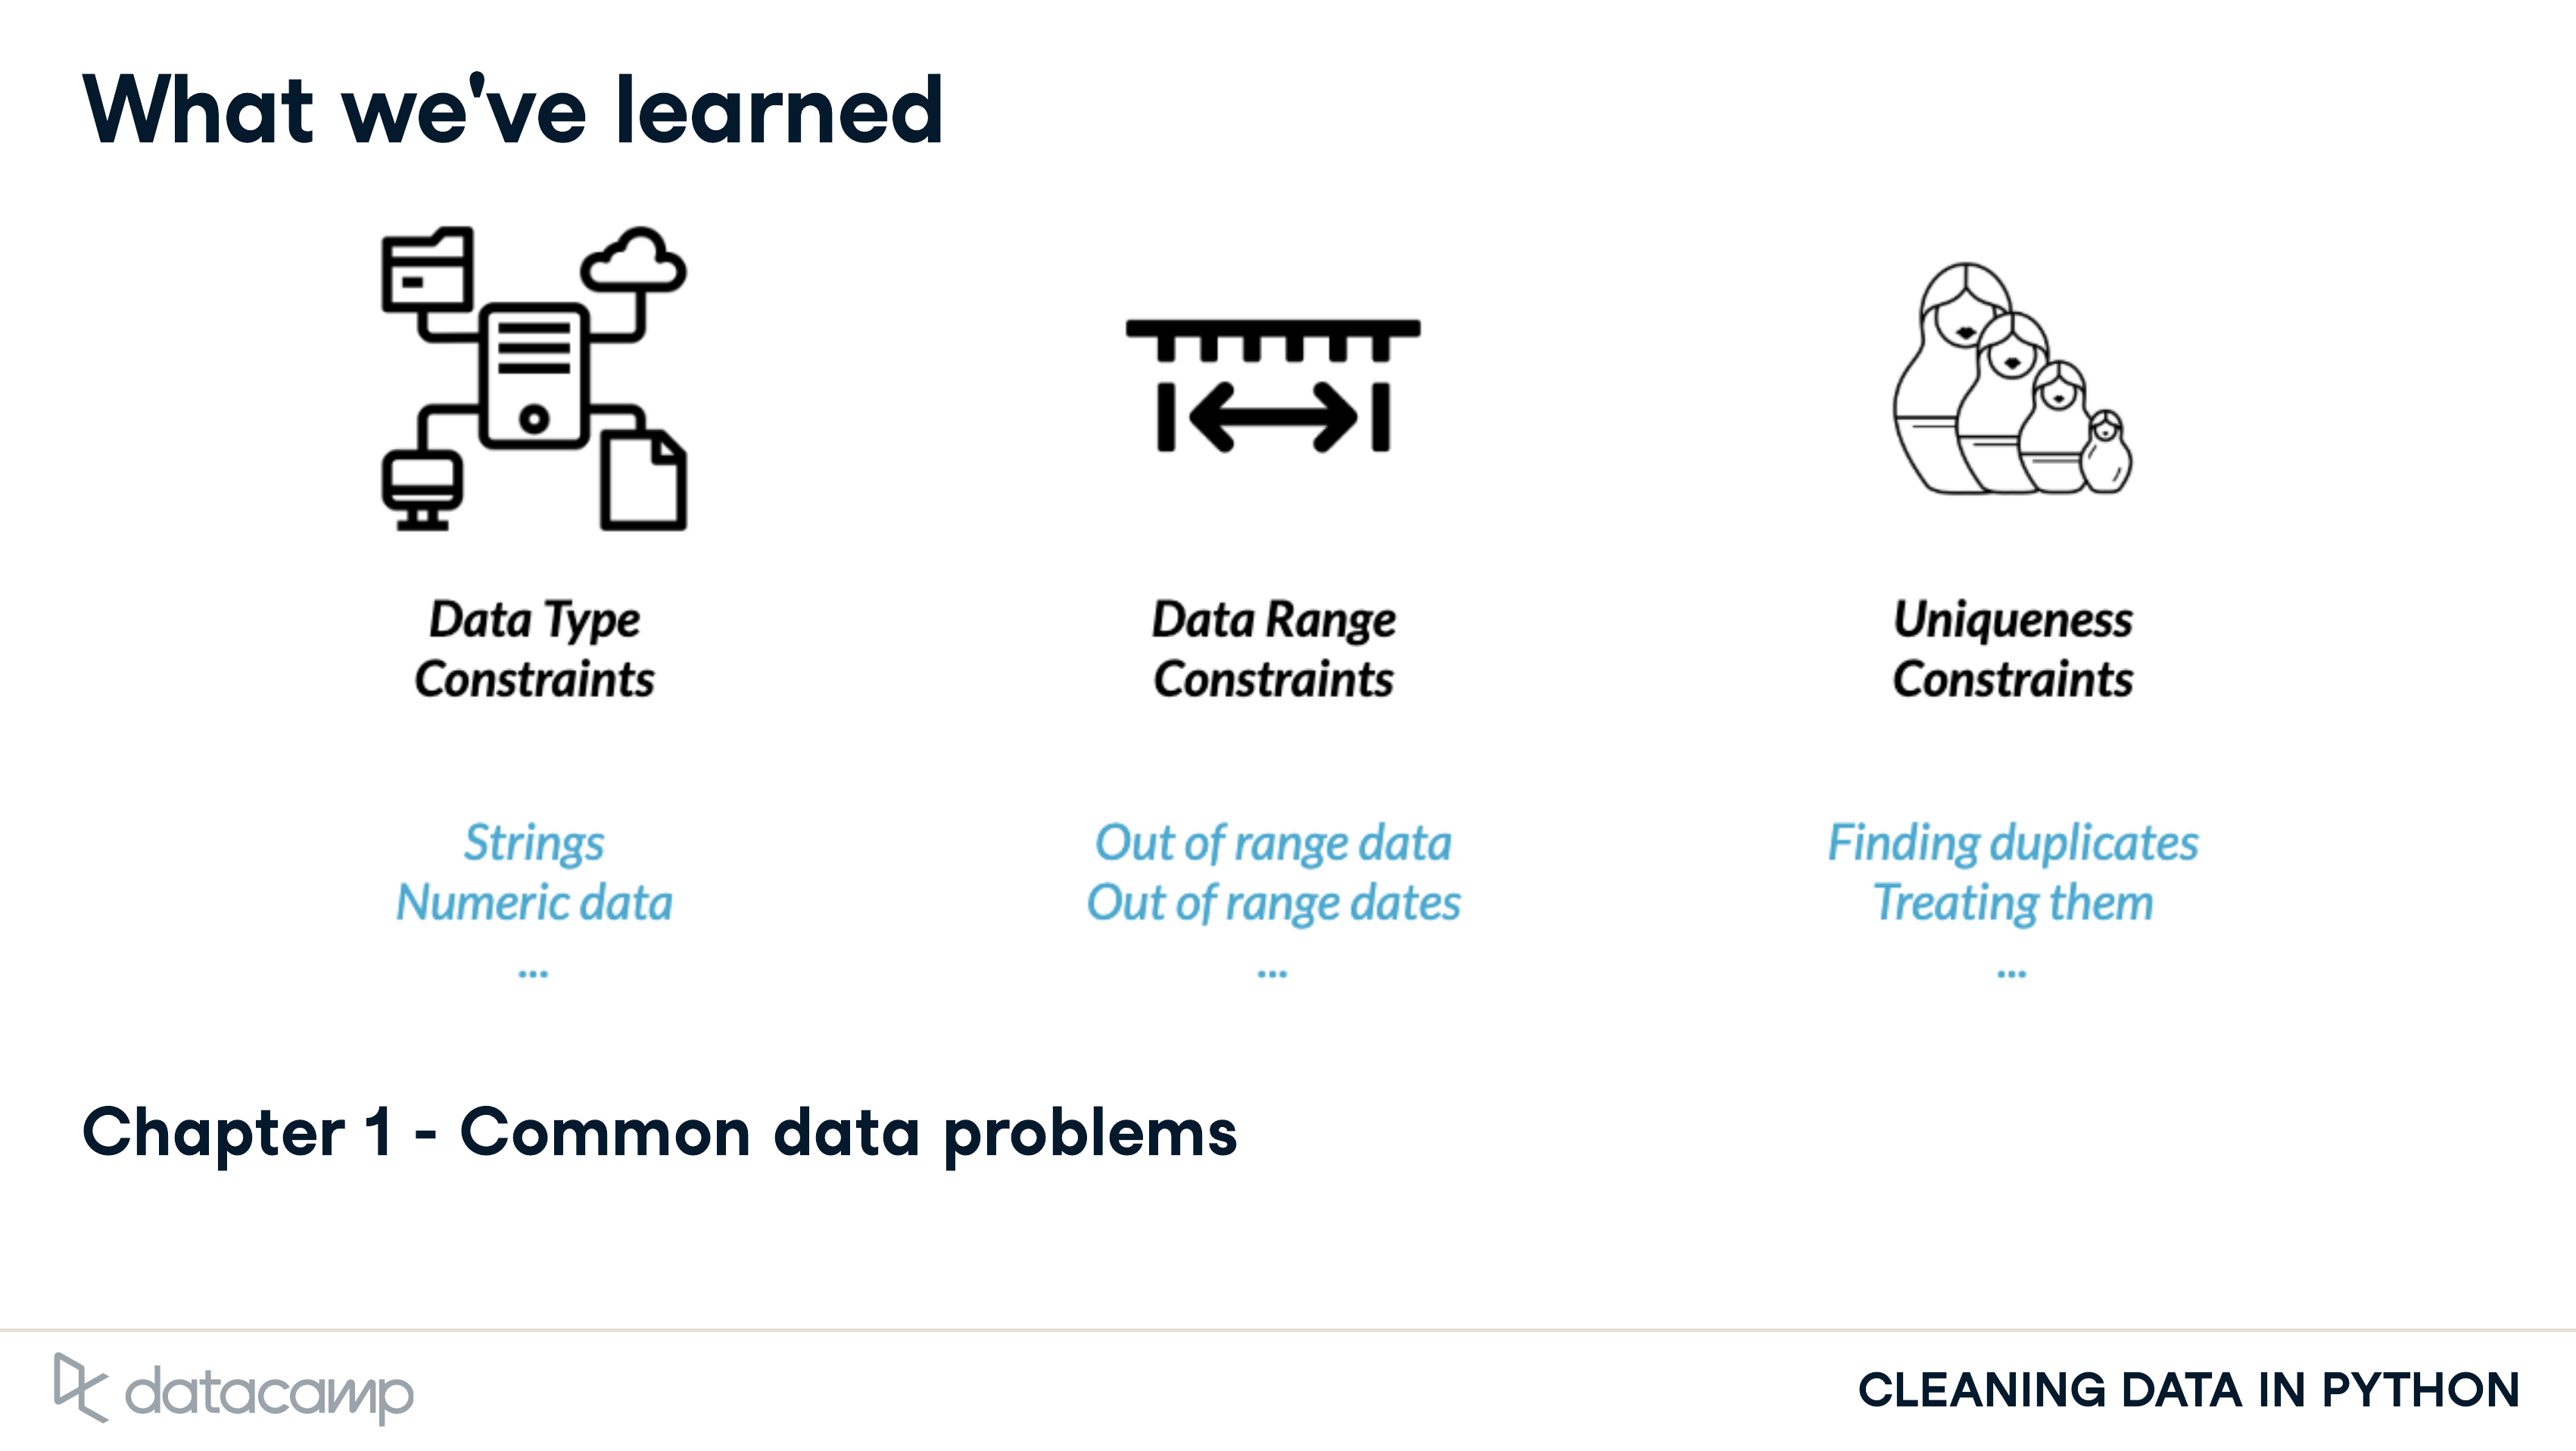 What we've learned
Data Type
Constraints
Data Range
Constraints
Uniqueness
Constraints
Strings
Numeric data
...
Out of range data
Out of range dates
...
Finding duplicates
Treating them
...
Chapter 1 - Common data problems
datacamp
CLEANING DATA IN PYTHON